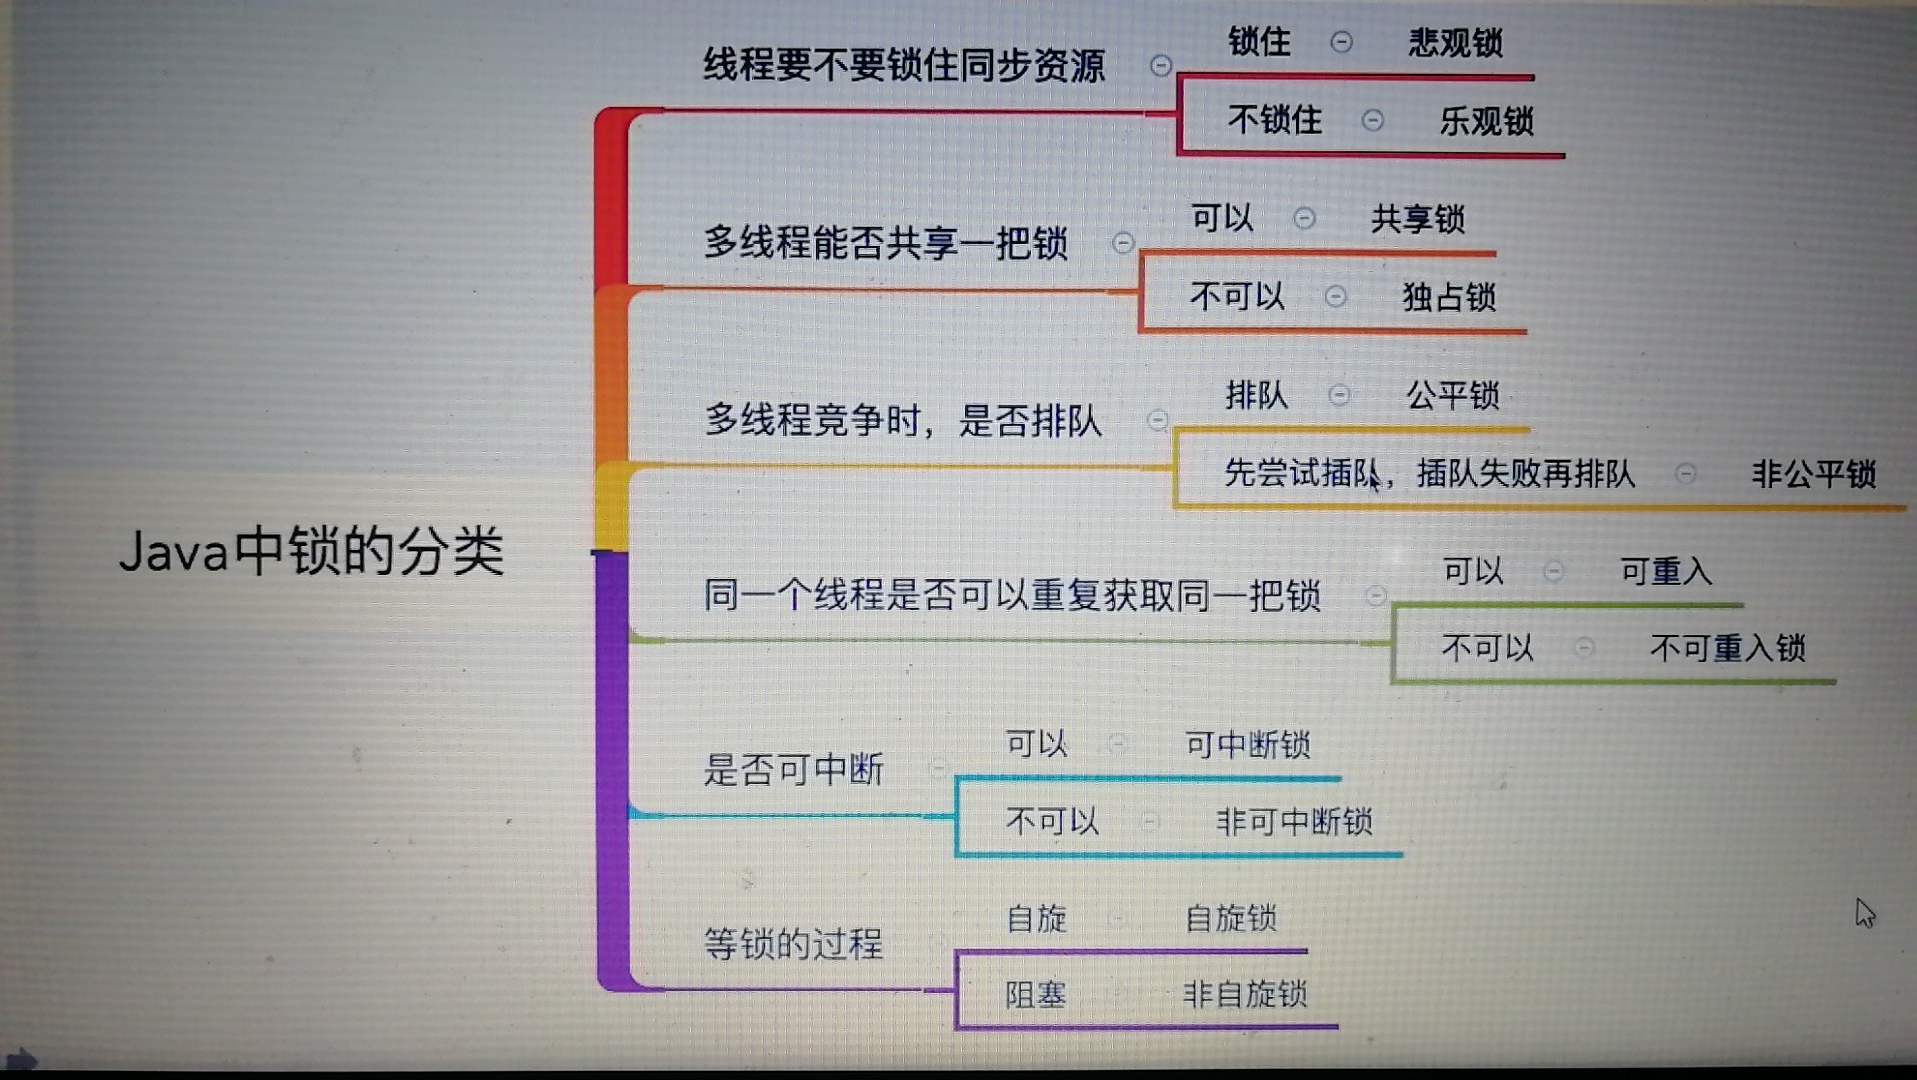 Java中锁的分类
线程要不要锁住同步资源
锁住 悲观锁
不锁住 乐观锁
多线程能否共享一把锁
可以 共享锁
不可以 独占锁
多线程竞争时，是否排队
排队 公平锁
先尝试插队，插队失败再排队 非公平锁
同一个线程是否可以重复获取同一把锁
可以 可重入
不可以 不可重入锁
是否可中断
可以 可中断锁
不可以 非可中断锁
等锁的过程
自旋 自旋锁
阻塞 非自旋锁